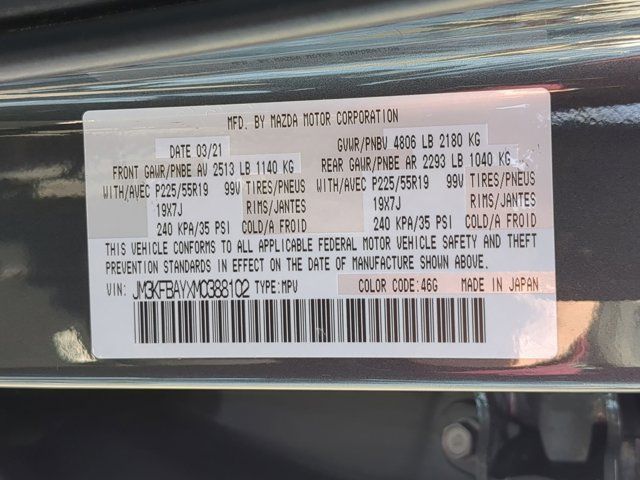 MFD. BY MAZDA MOTOR CORPORATION
DATE 03/21 GVWR/PNBV 4806 LB 2180 KG
FRONT GAWR/PNBE AV 2513 LB 1140 KG REAR GAWR/PNBE AR 2293 LB 1040 KG
WITH/AVEC P225/55R19 99V TIRES/PNEUS WITH/AVEC P225/55R19 99V TIRES/PNEUS
19X7J RIMS/JANTES 19X7J RIMS/JANTES
240 KPA/35 PSI COLD/A FROID 240 KPA/35 PSI COLD/A FROID
THIS VEHICLE CONFORMS TO ALL APPLICABLE FEDERAL MOTOR VEHICLE SAFETY AND THEFT
PREVENTION STANDARDS IN EFFECT ON THE DATE OF MANUFACTURE SHOWN ABOVE.
VIN: JM3KFBAYXM0388102 TYPE: MPV COLOR CODE: 46G MADE IN JAPAN